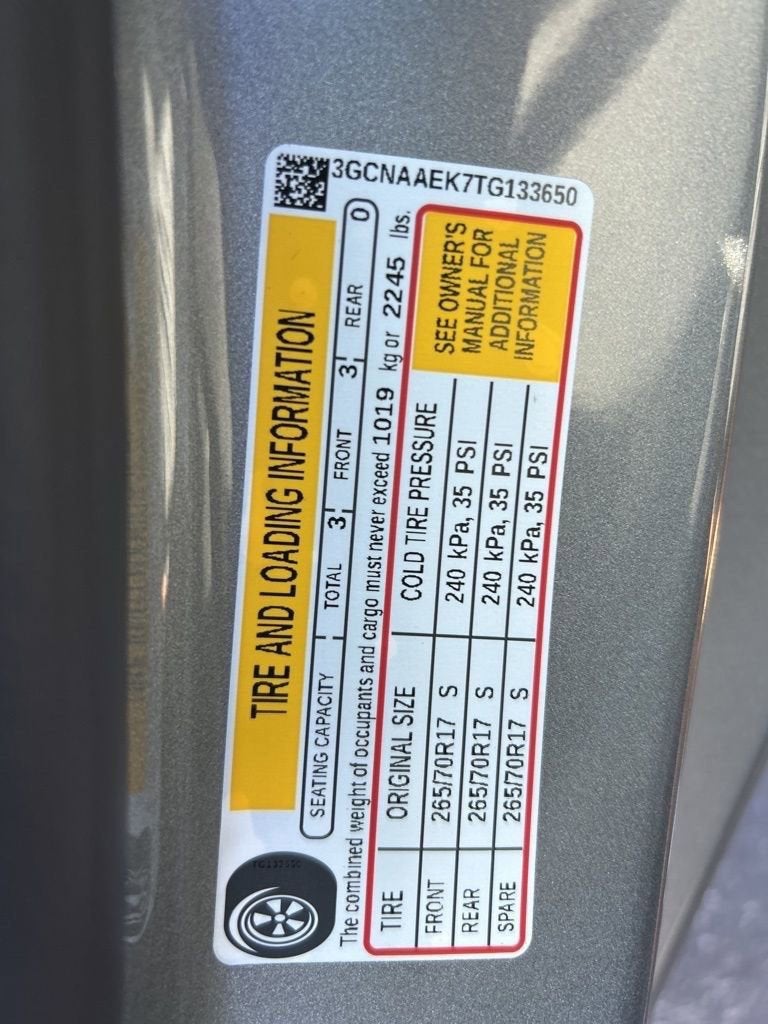 3GCNAAEK7TG133650
TIRE AND LOADING INFORMATION
SEATING CAPACITY TOTAL 3 FRONT 3 REAR 0
The combined weight of occupants and cargo must never exceed 1019 kg or 2245 lbs.
TIRE ORIGINAL SIZE COLD TIRE PRESSURE
FRONT 265/70R17 S 240 kPa, 35 PSI
REAR 265/70R17 S 240 kPa, 35 PSI
SPARE 265/70R17 S 240 kPa, 35 PSI
SEE OWNER'S
MANUAL FOR
ADDITIONAL
INFORMATION
TG133650